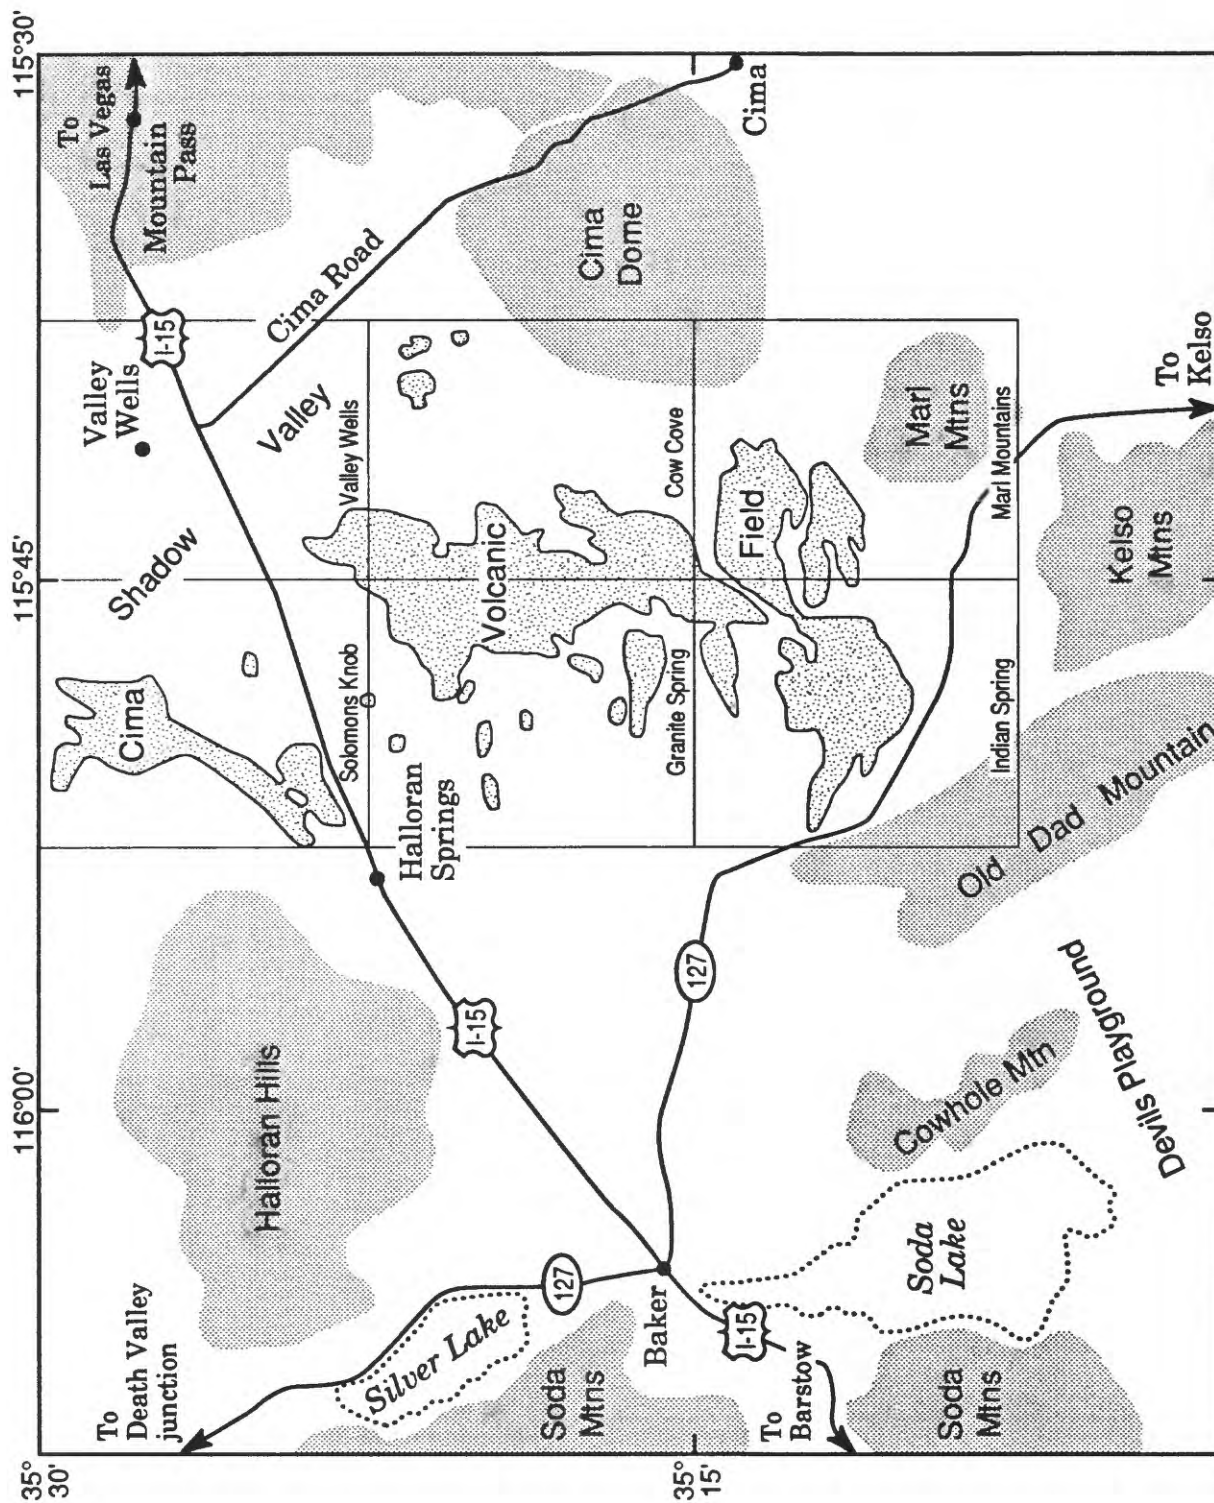 35°
30'
116°00'
115°45'
115°30'
To
Death Valley
junction
Halloran Hills
Cima
Shadow
Valley
Valley
Wells
To
Las Vegas
Mountain
Pass
I-15
Cima Road
Silver Lake
127
Soda
Mtns
I-15
Halloran
Springs
Solomons Knob
Valley Wells
Volcanic
Cima
Dome
Cima
Baker
127
35°
15'
Granite Spring
Cow Cove
Field
I-15
To
Barstow
Soda
Lake
Soda
Mtns
Cowhole Mtn
Devils Playground
Old Dad Mountain
Indian Spring
Marl Mountains
Marl
Mtns
Kelso
Mtns
To
Kelso